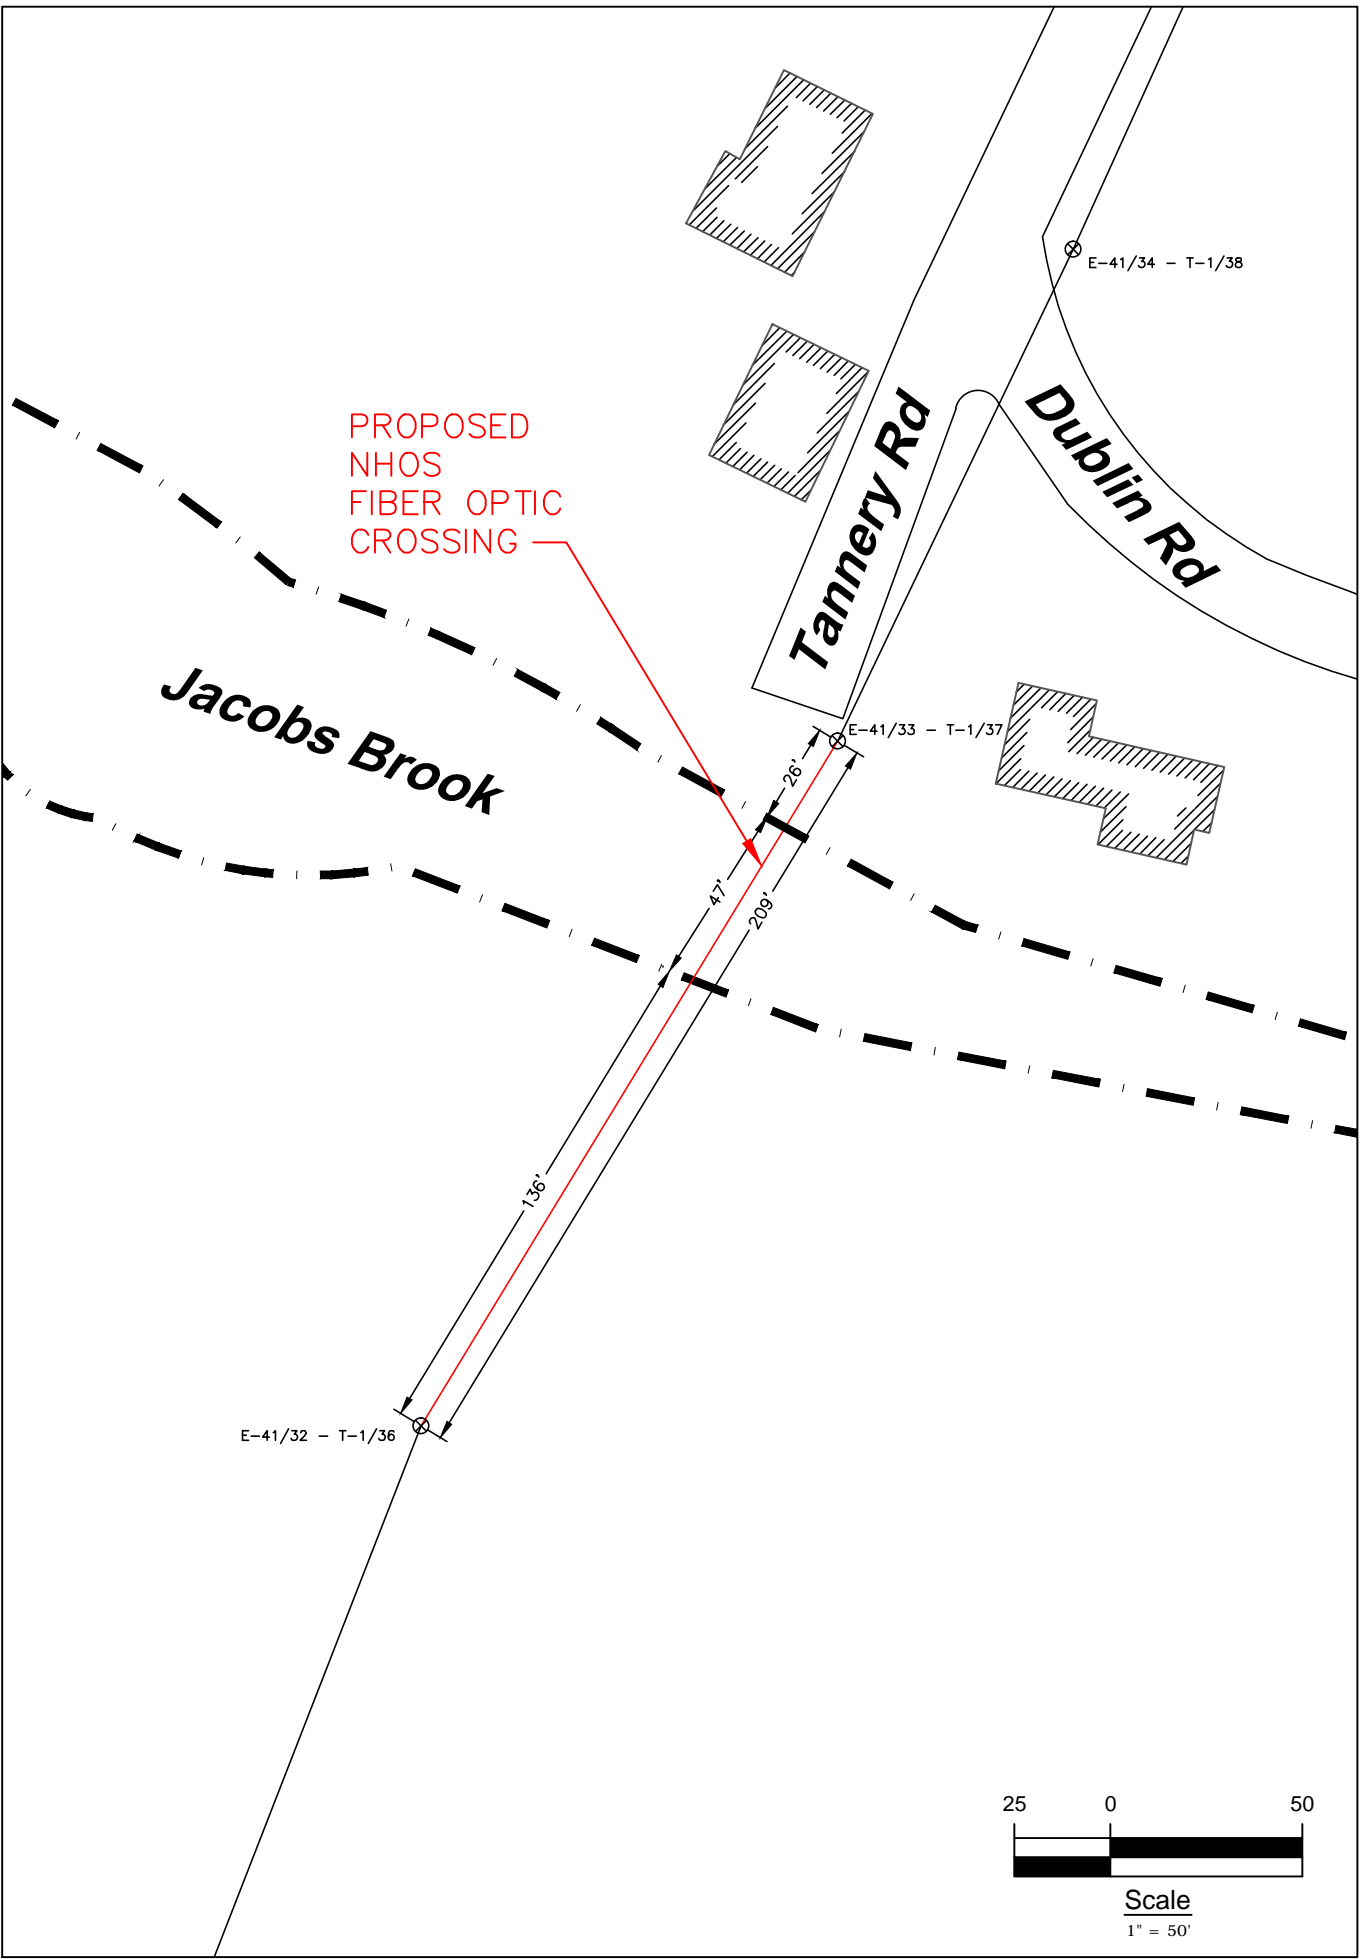 E-41/34 - T-1/38
PROPOSED
NHOS
FIBER OPTIC
CROSSING
Tannery Rd
Dublin Rd
Jacobs Brook
E-41/33 - T-1/37
26'
47'
209'
136'
E-41/32 - T-1/36
25 0 50
Scale
1" = 50'